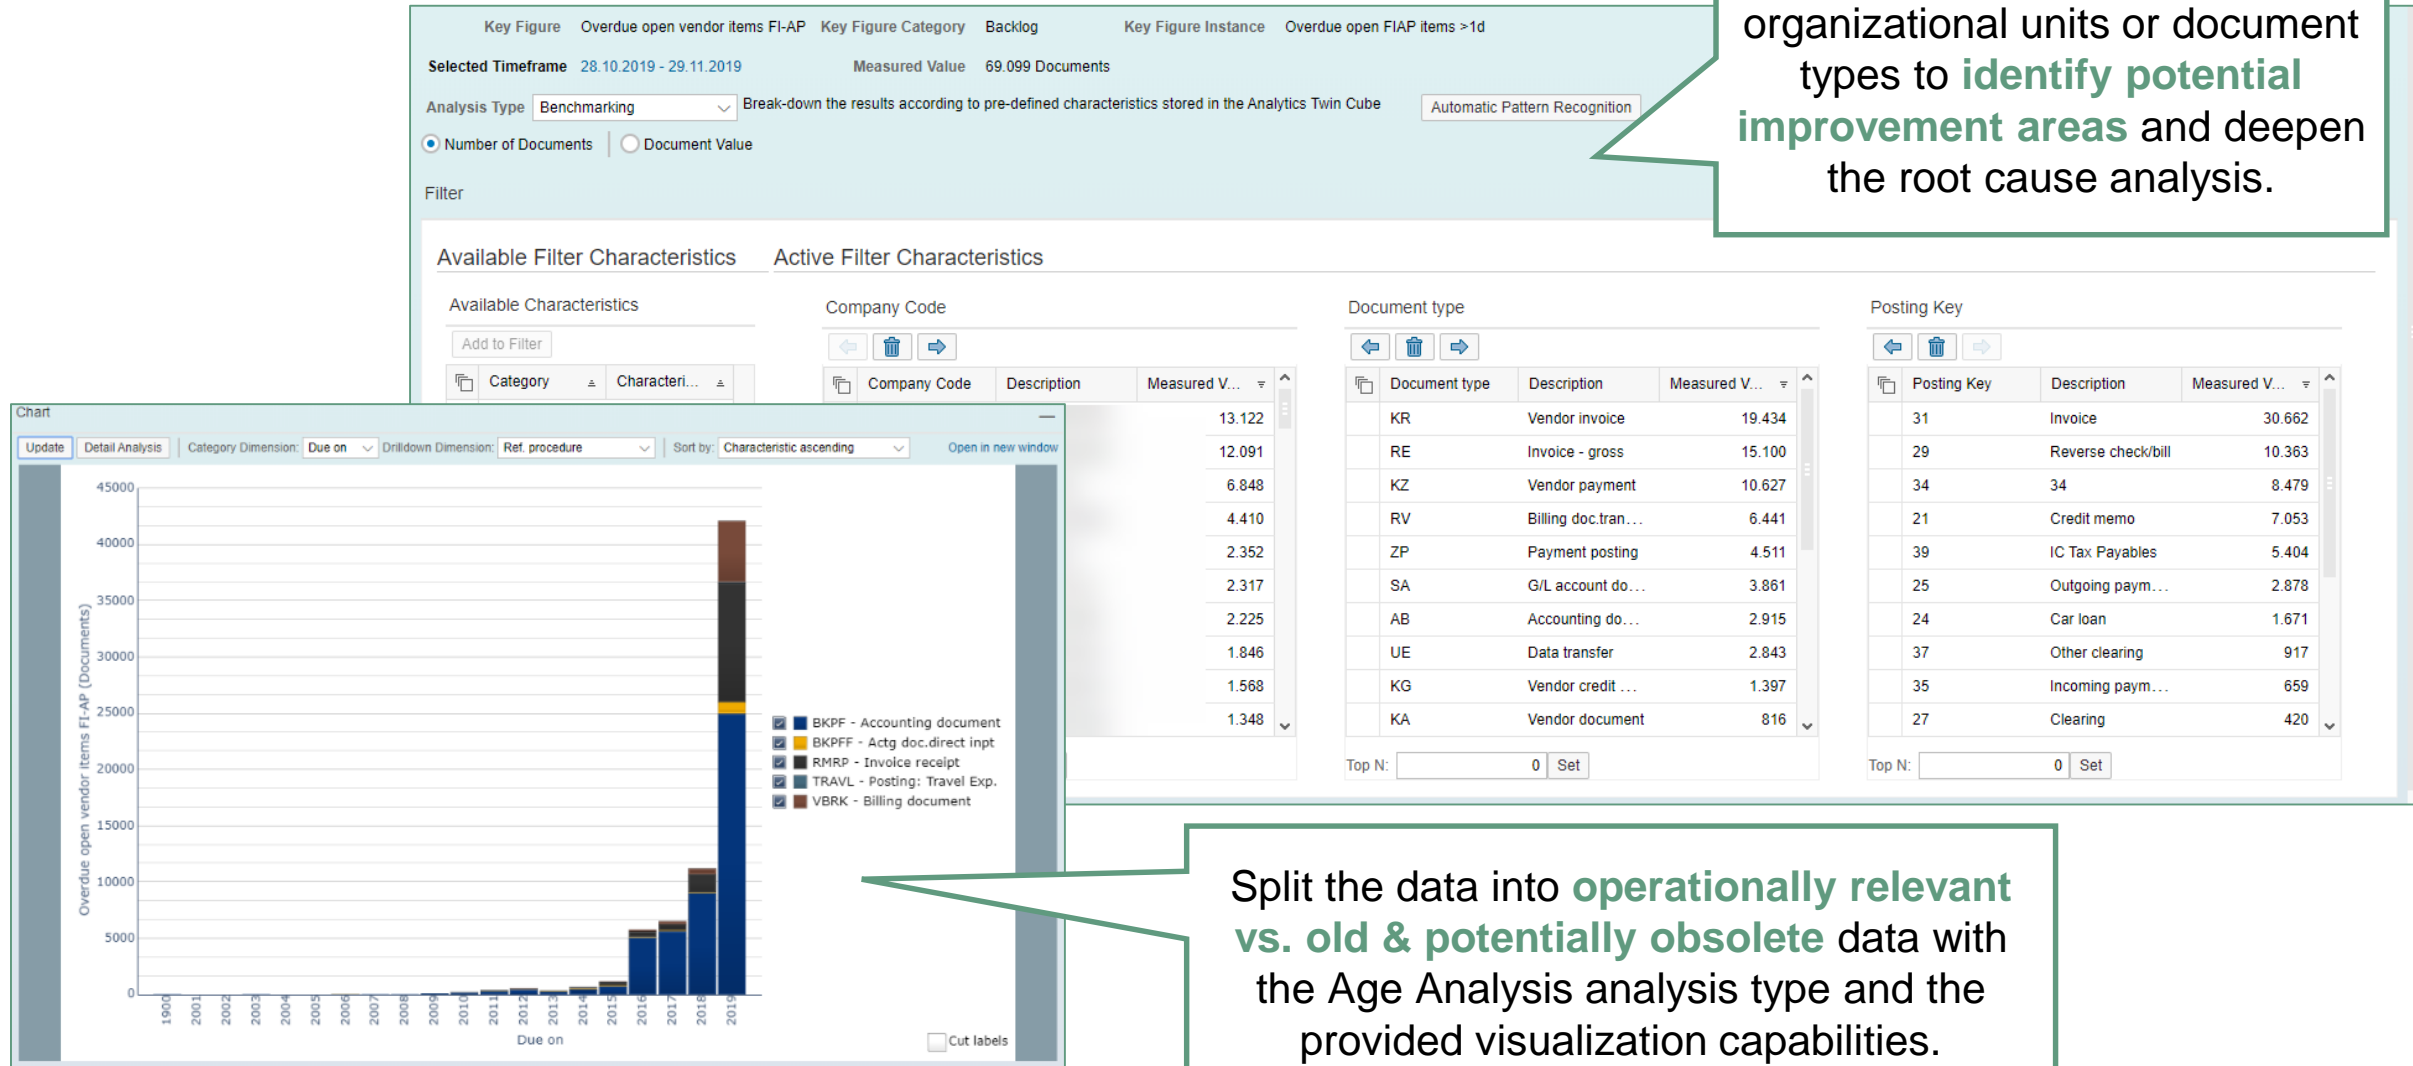 Key Figure Overdue open vendor items FI-AP Key Figure Category Backlog Key Figure Instance Overdue open FIAP items >1d
Selected Timeframe 28.10.2019 - 29.11.2019 Measured Value 69.099 Documents
Analysis Type Benchmarking Break-down the results according to pre-defined characteristics stored in the Analytics Twin Cube Automatic Pattern Recognition
Number of Documents Document Value
Filter
organizational units or document
types to identify potential
improvement areas and deepen
the root cause analysis.
Available Filter Characteristics Active Filter Characteristics
Available Characteristics
Add to Filter
Category Characteri...
Company Code
Company Code Description Measured V...
13.122
12.091
6.848
4.410
2.352
2.317
2.225
1.846
1.568
1.348
Document type
Document type Description Measured V...
KR Vendor invoice 19.434
RE Invoice - gross 15.100
KZ Vendor payment 10.627
RV Billing doc.tran... 6.441
ZP Payment posting 4.511
SA G/L account do... 3.861
AB Accounting do... 2.915
UE Data transfer 2.843
KG Vendor credit ... 1.397
KA Vendor document 816
Top N: 0 Set
Posting Key
Posting Key Description Measured V...
31 Invoice 30.662
29 Reverse check/bill 10.363
34 34 8.479
21 Credit memo 7.053
39 IC Tax Payables 5.404
25 Outgoing paym... 2.878
24 Car loan 1.671
37 Other clearing 917
35 Incoming paym... 659
27 Clearing 420
Top N: 0 Set
Chart
Update Detail Analysis Category Dimension: Due on Drilldown Dimension: Ref. procedure Sort by: Characteristic ascending Open in new window
Overdue open vendor items FI-AP (Documents)
45000
40000
35000
30000
25000
20000
15000
10000
5000
0
1900 2001 2002 2003 2004 2005 2006 2007 2008 2009 2010 2011 2012 2013 2014 2015 2016 2017 2018 2019
Due on
BKPF - Accounting document
BKPFF - Actg doc.direct inpt
RMRP - Invoice receipt
TRAVL - Posting: Travel Exp.
VBRK - Billing document
Cut labels
Split the data into operationally relevant
vs. old & potentially obsolete data with
the Age Analysis analysis type and the
provided visualization capabilities.